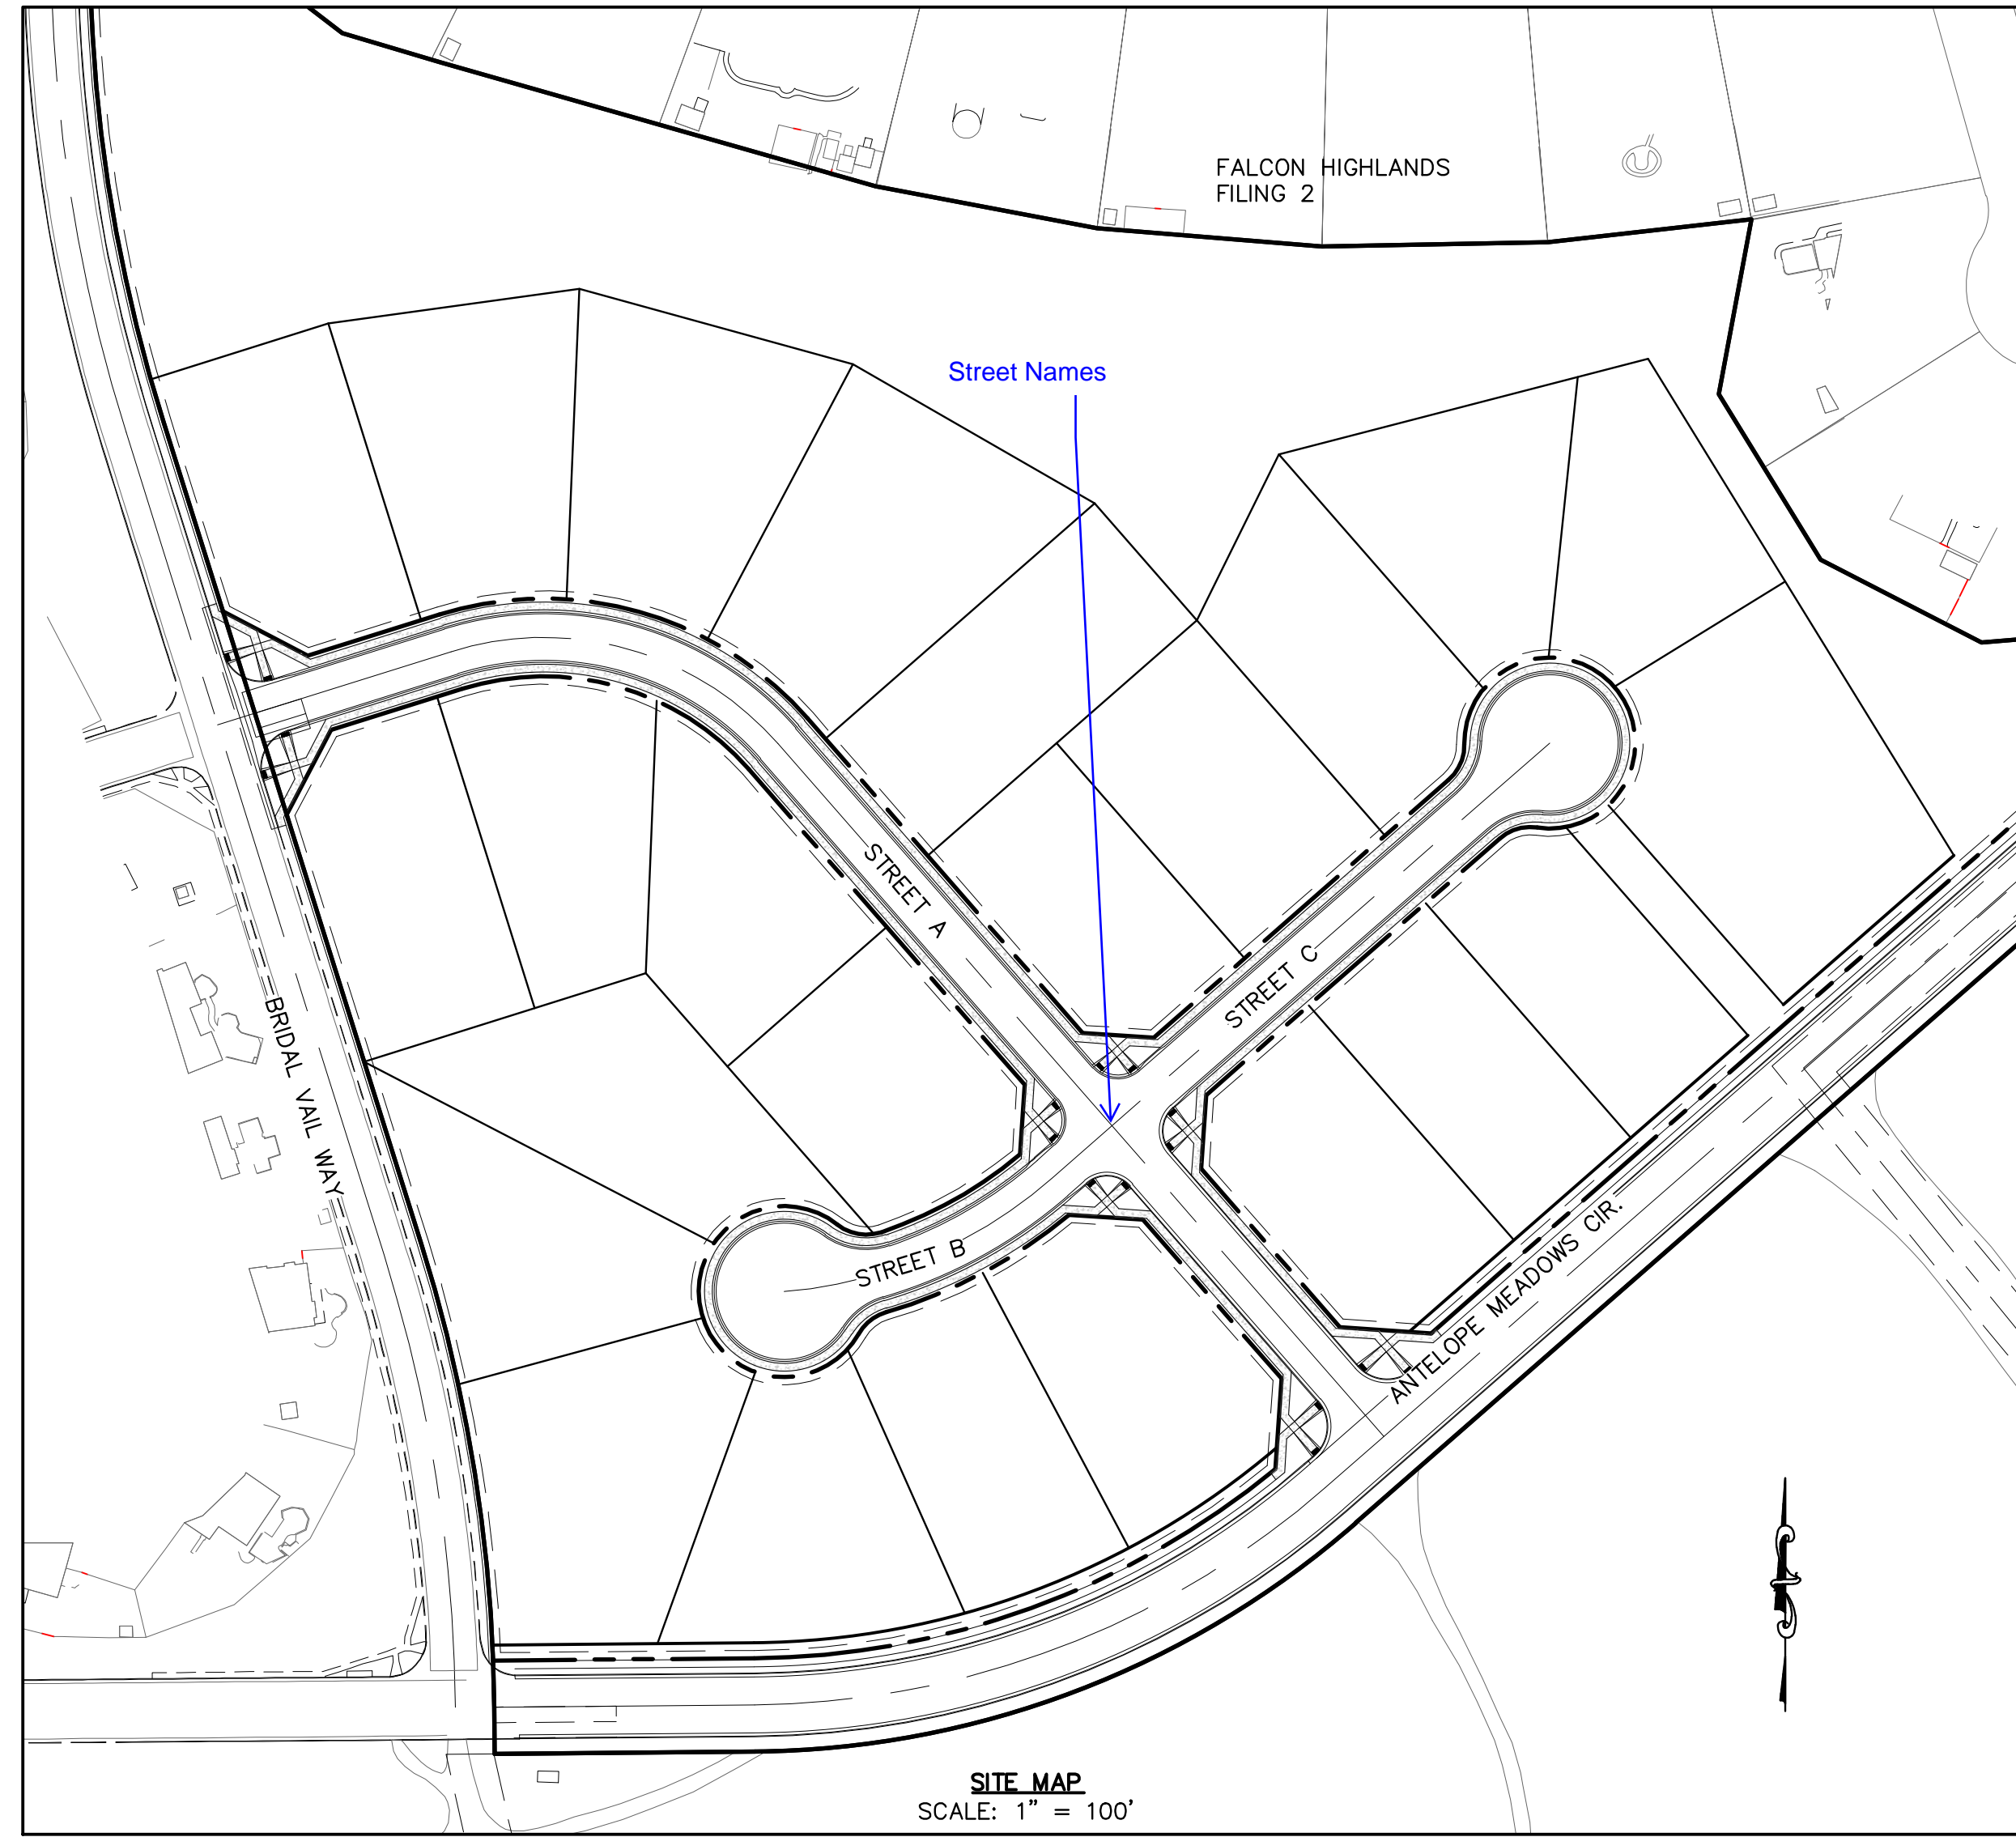 FALCON HIGHLANDS
FILING 2
Street Names
STREET A
STREET C
BRIDAL VAIL WAY
STREET B
ANTELOPE MEADOWS CIR.
SITE MAP
SCALE: 1" = 100'